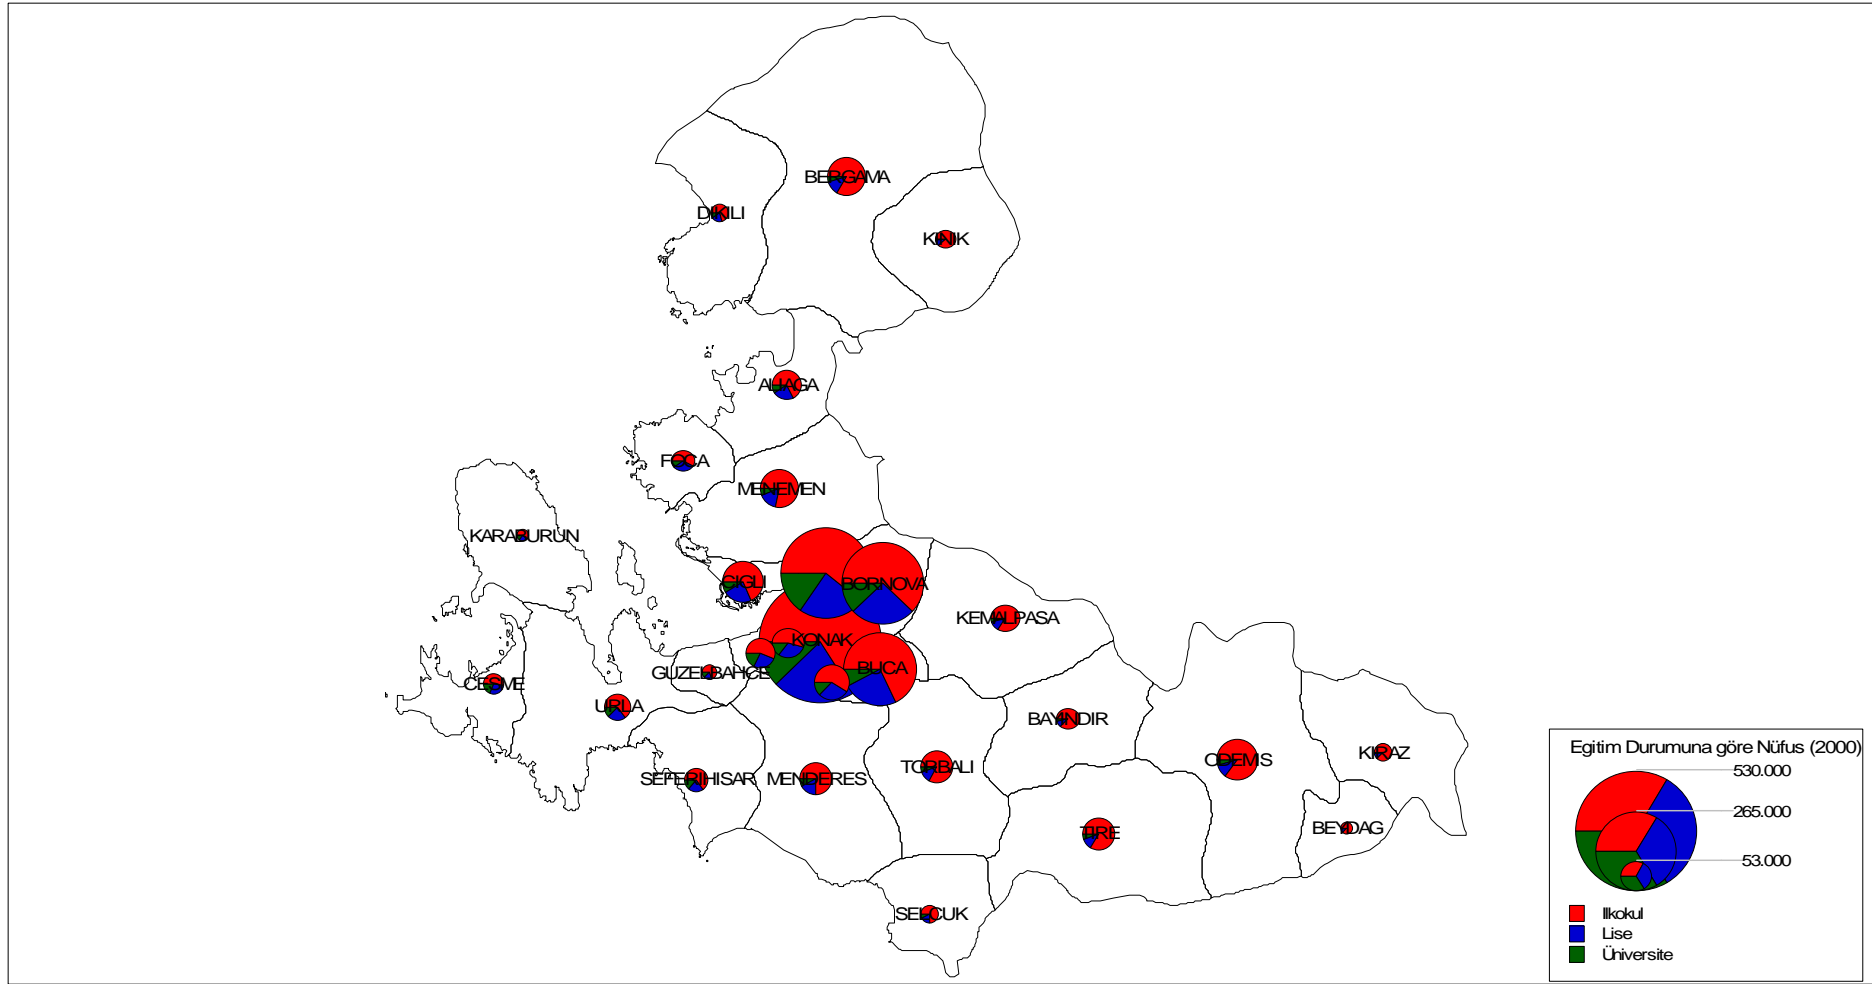 BERGAMA
DIKILI
KINIK
ALIAGA
FOCA
MENEMEN
KARABURUN
CIGLI
BORNOVA
KEMALPASA
KONAK
BUCA
GUZELBAHCE
CESME
URLA
BAYINDIR
SEFERIHISAR
MENDERES
TORBALI
ODEMIS
KIRAZ
TIRE
BEYDAG
SELCUK
Egitim Durumuna göre Nüfus (2000)
530.000
265.000
53.000
Ilkokul
Lise
Üniversite